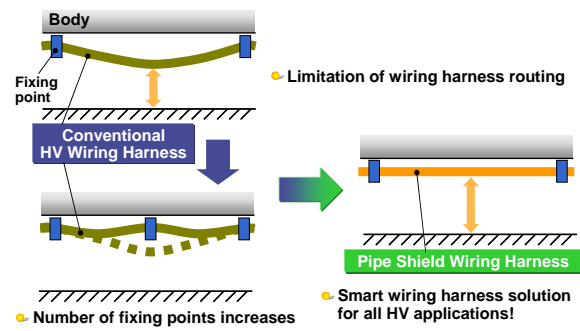 Body
Fixing
point
Limitation of wiring harness routing
Conventional
HV Wiring Harness
Pipe Shield Wiring Harness
Number of fixing points increases
Smart wiring harness solution
for all HV applications!